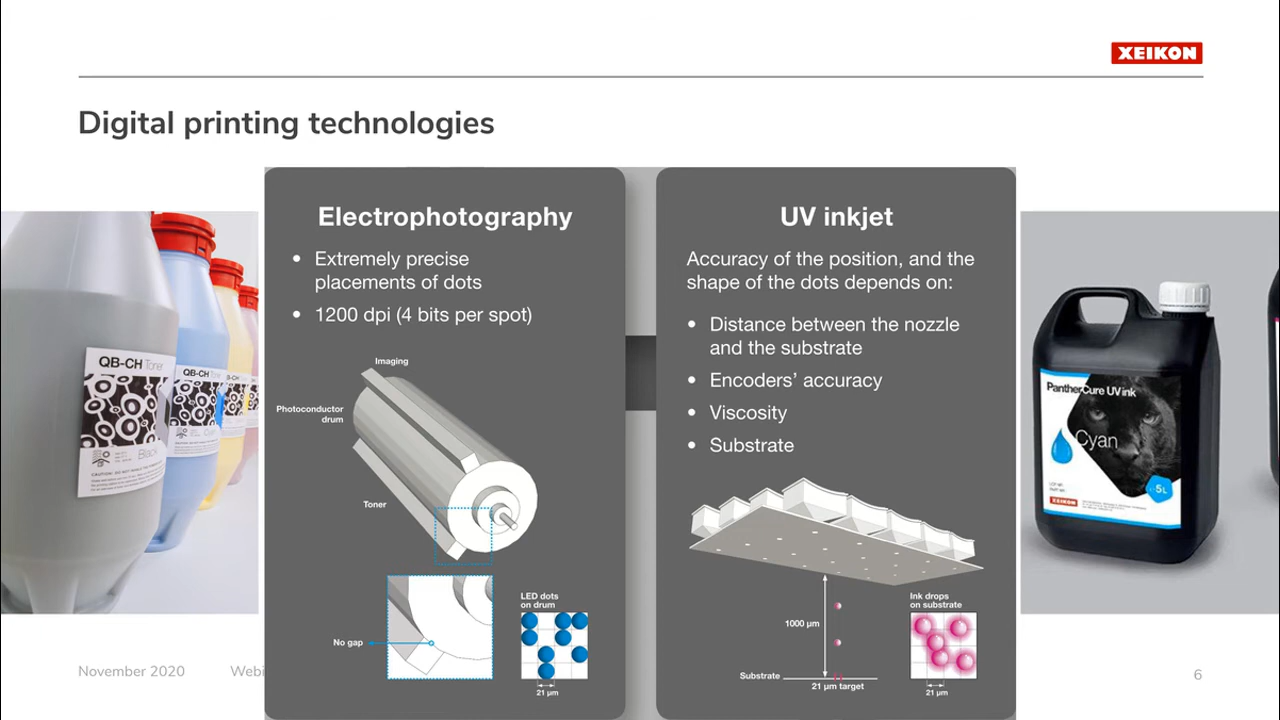 XEIKON
Digital printing technologies
Electrophotography
• Extremely precise
placements of dots
• 1200 dpi (4 bits per spot)
Imaging
Photoconductor
drum
Toner
No gap
LED dots
on drum
21 µm
UV inkjet
Accuracy of the position, and the
shape of the dots depends on:
• Distance between the nozzle
and the substrate
• Encoders’ accuracy
• Viscosity
• Substrate
1000 µm
Substrate
21 µm target
Ink drops
on substrate
21 µm
QB-CH Toner
Black
QB-CH
PantherCure UV ink
Cyan
5L
XEIKON
November 2020
Webi
6